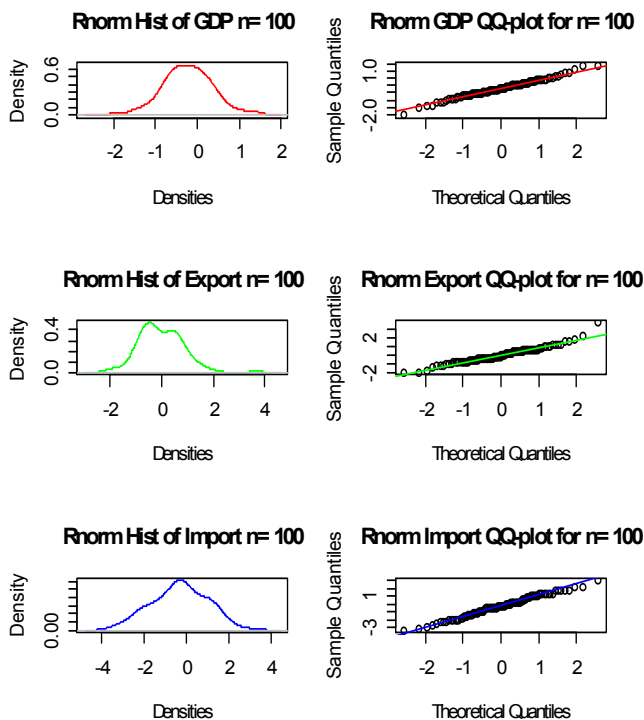 Rnorm Hist of GDP n= 100
Density
0.0 0.6
-2 -1 0 1 2
Densities
Rnorm GDP QQ-plot for n= 100
Sample Quantiles
-2.0 1.0
-2 -1 0 1 2
Theoretical Quantiles
Rnorm Hist of Export n= 100
Density
0.0 0.4
-2 0 2 4
Densities
Rnorm Export QQ-plot for n= 100
Sample Quantiles
-2 2
-2 -1 0 1 2
Theoretical Quantiles
Rnorm Hist of Import n= 100
Density
0.00
-4 -2 0 2 4
Densities
Rnorm Import QQ-plot for n= 100
Sample Quantiles
-3 1
-2 -1 0 1 2
Theoretical Quantiles